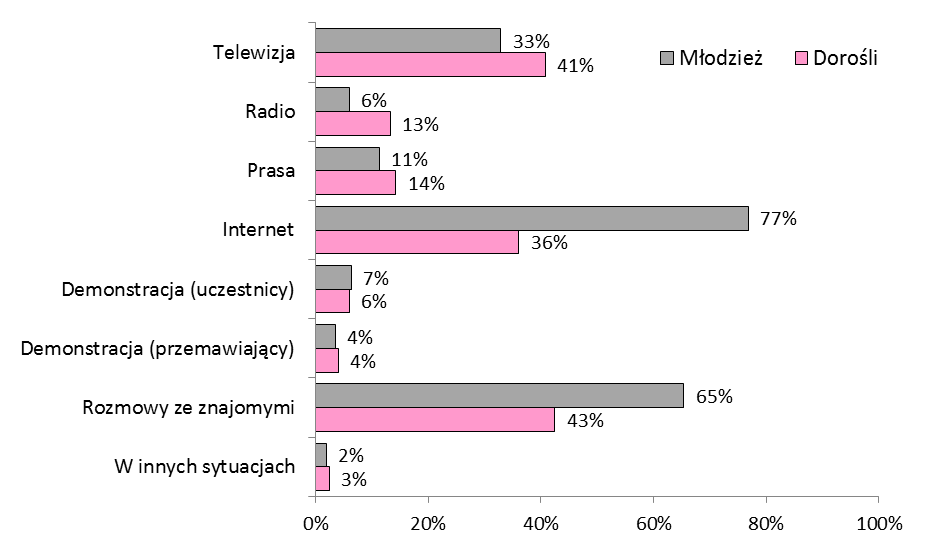 Telewizja
33%
41%
Młodzież
Dorośli
Radio
6%
13%
Prasa
11%
14%
Internet
77%
36%
Demonstracja (uczestnicy)
7%
6%
Demonstracja (przemawiający)
4%
4%
Rozmowy ze znajomymi
65%
43%
W innych sytuacjach
2%
3%
0% 20% 40% 60% 80% 100%